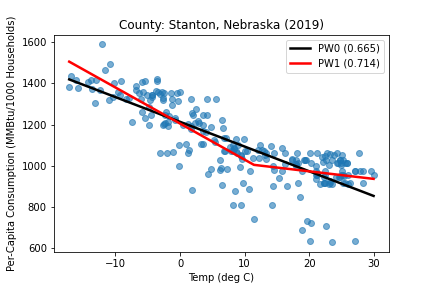 County: Stanton, Nebraska (2019)
PW0 (0.665)
PW1 (0.714)
Per-Capita Consumption (MMBtu/1000 Households)
1600
1400
1200
1000
800
600
−10 0 10 20 30
Temp (deg C)